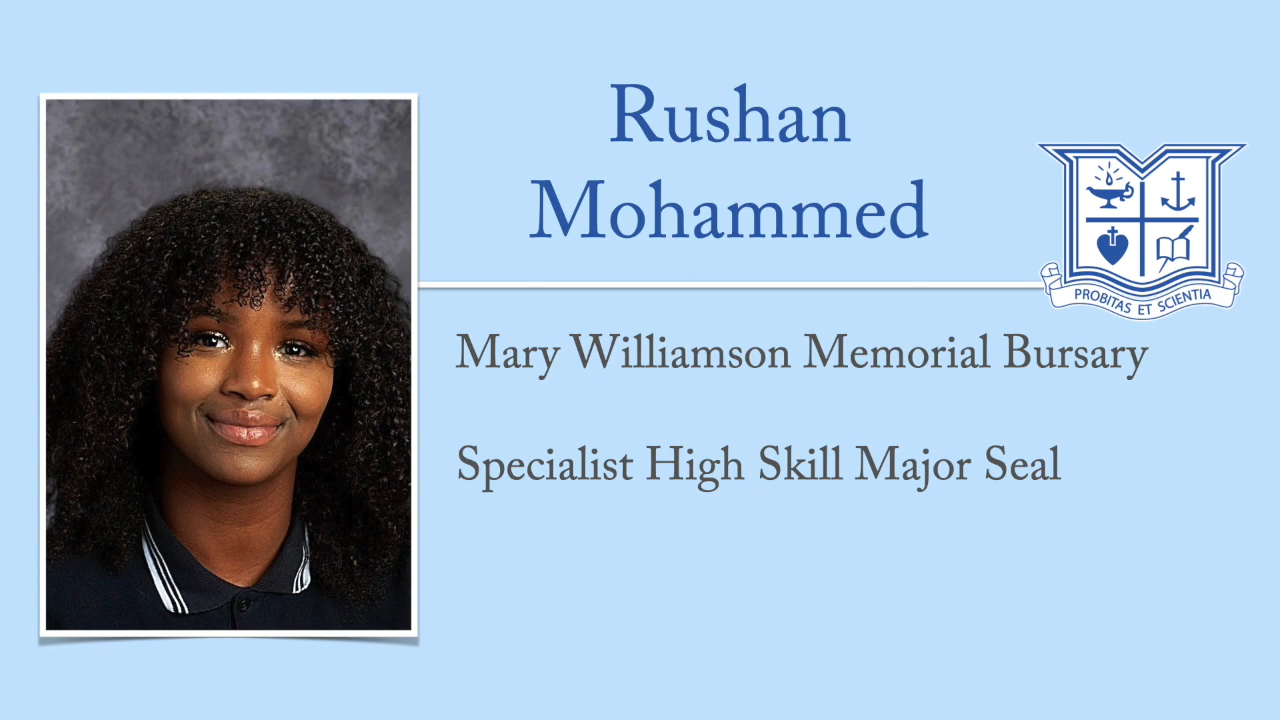 Rushan
Mohammed
PROBITAS ET SCIENTIA
Mary Williamson Memorial Bursary
Specialist High Skill Major Seal